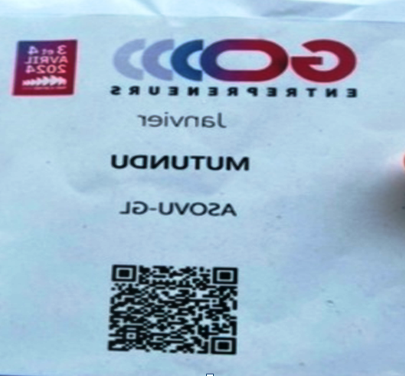 GO
ENTREPRENEURS
3 et 4
AVRIL
2024
Janvier
MUTUNDU
ASOVU-GL